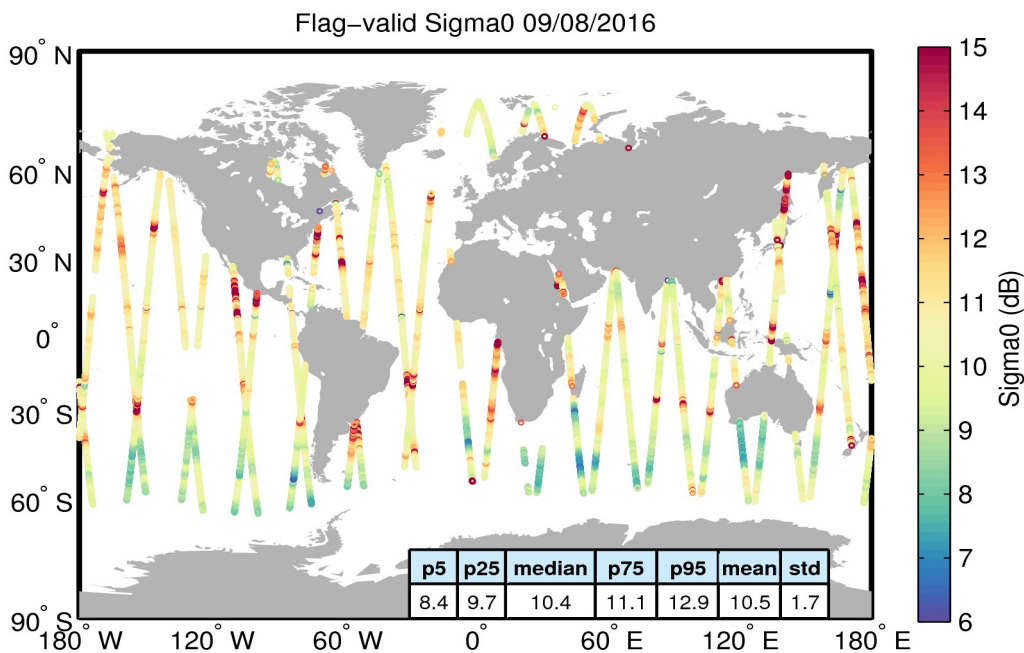 Flag−valid Sigma0 09/08/2016
90° N
60° N
30° N
0°
30° S
60° S
90° S
180° W
120° W
60° W
0°
60° E
120° E
180° E
p5 p25 median p75 p95 mean std
8.4 9.7 10.4 11.1 12.9 10.5 1.7
15
14
13
12
11
10
9
8
7
6
Sigma0 (dB)